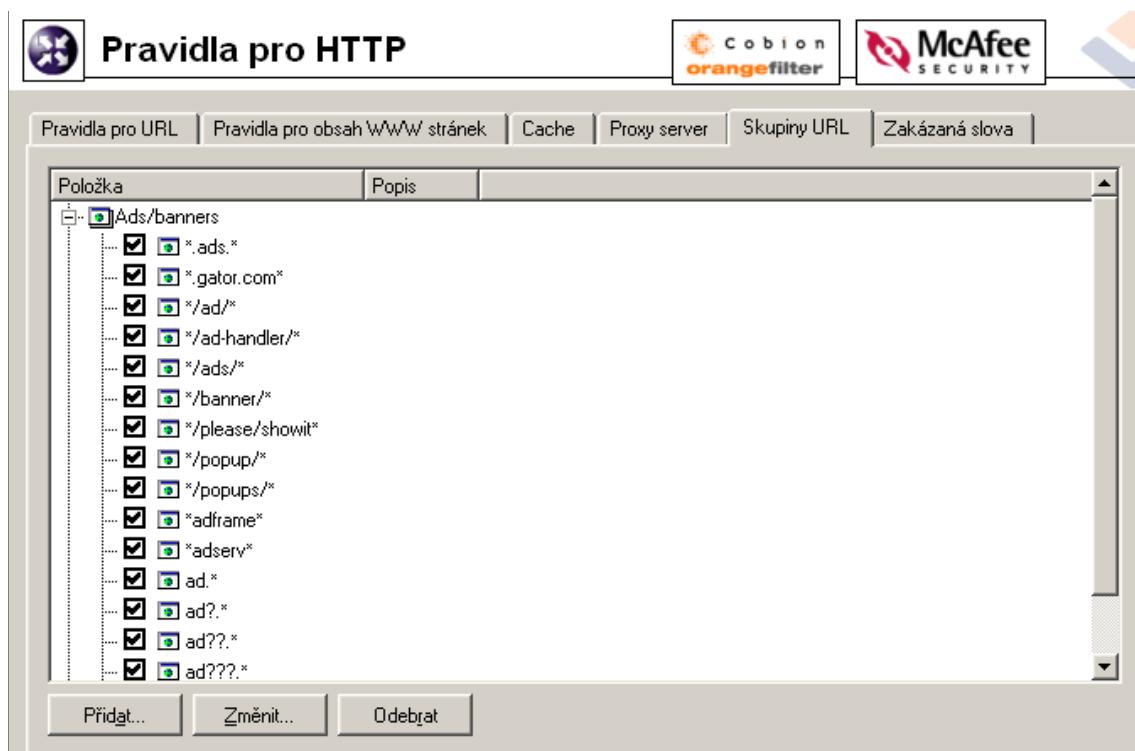 Pravidla pro HTTP
Cobion
orangefilter
McAfee
SECURITY
Pravidla pro URL
Pravidla pro obsah WWW stránek
Cache
Proxy server
Skupiny URL
Zakázaná slova
Položka
Popis
Ads/banners
*.ads.*
*.gator.com*
*/ad/*
*/ad-handler/*
*/ads/*
*/banner/*
*/please/showit*
*/popup/*
*/popups/*
*adframe*
*adserv*
ad.*
ad?.*
ad??.*
ad???.*
Přidat...
Změnit...
Odebrat